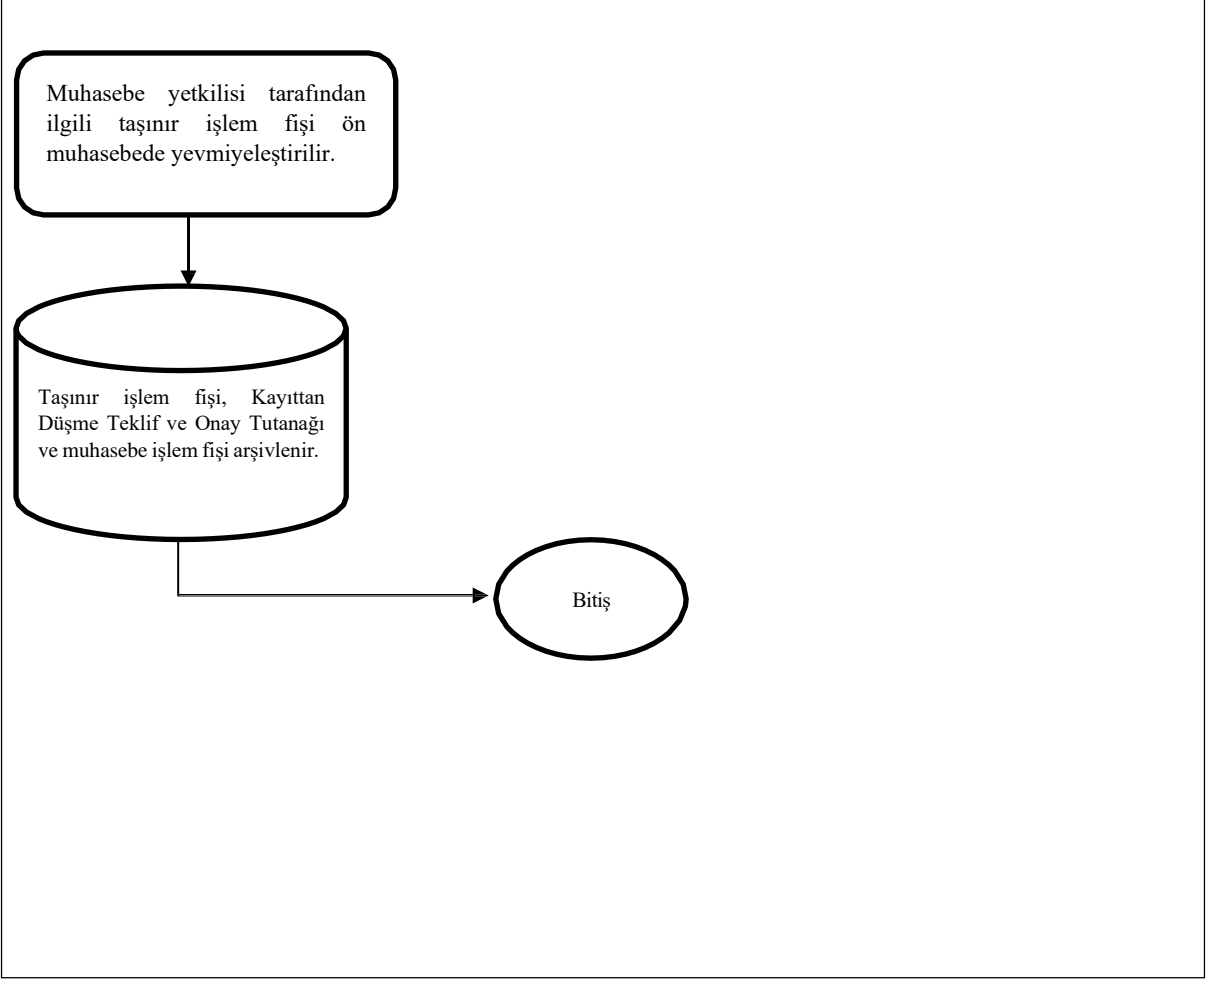 Muhasebe yetkilisi tarafından
ilgili taşınır işlem fişi ön
muhasebede yevmiyeleştirilir.
Taşınır işlem fişi, Kayıttan
Düşme Teklif ve Onay Tutanağı
ve muhasebe işlem fişi arşivlenir.
Bitiş